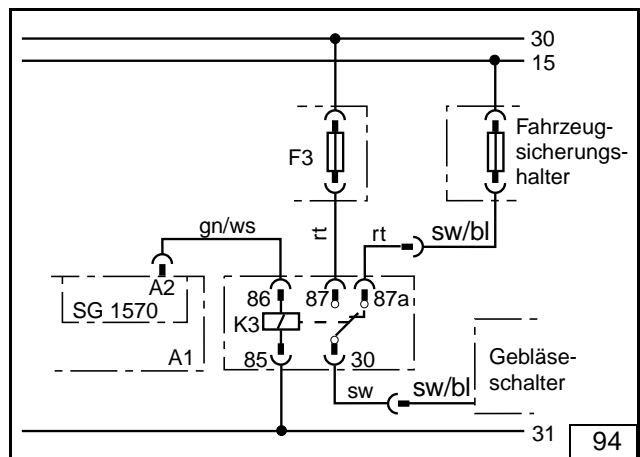 30
15
F3
Fahrzeug-
sicherungs-
halter
gn/ws
rt
rt
sw/bl
A2
SG 1570
A1
86
87
87a
K3
85
30
Gebläse-
schalter
sw
sw/bl
31
94